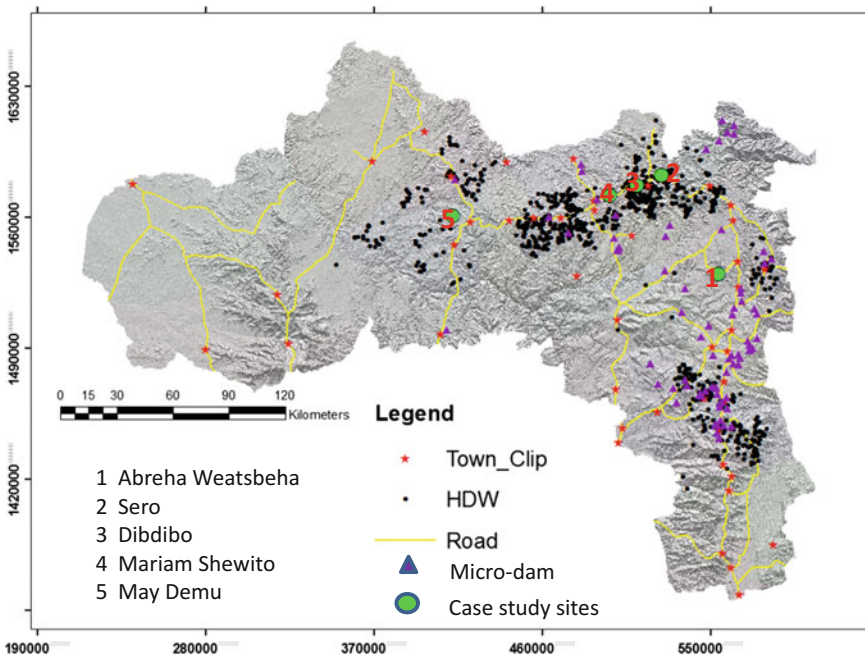 1630000
1560000
1490000
1420000
5
4
3
2
1
0 15 30 60 90 120
Kilometers
Legend
Town_Clip
HDW
Road
Micro-dam
Case study sites
1 Abreha Weatsbeha
2 Sero
3 Dibdibo
4 Mariam Shewito
5 May Demu
190000 280000 370000 460000 550000